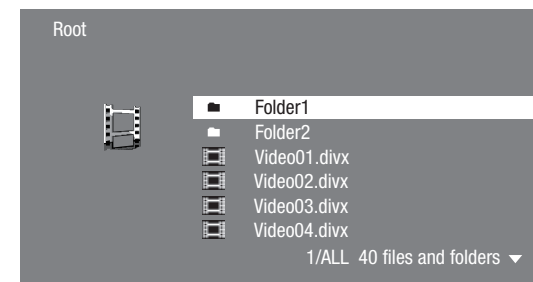 Root
Folder1
Folder2
Video01.divx
Video02.divx
Video03.divx
Video04.divx
1/ALL 40 files and folders